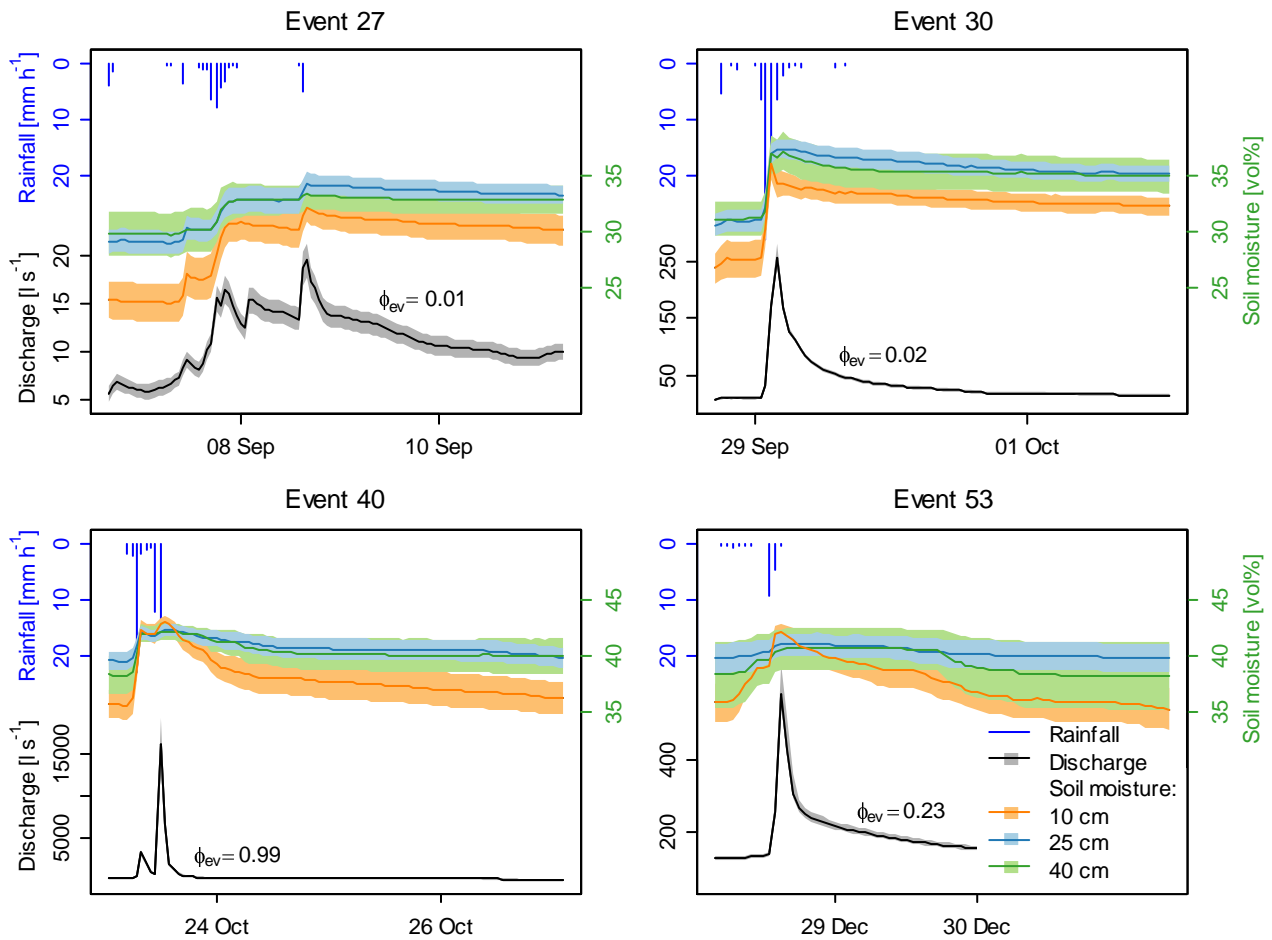 Event 27
Rainfall [mm h⁻¹]
0
10
20
Discharge [l s⁻¹]
5
10
15
20
25
30
35
ϕev = 0.01
08 Sep
10 Sep
Event 30
0
10
20
50
150
250
25
30
35
Soil moisture [vol%]
ϕev = 0.02
29 Sep
01 Oct
Event 40
Rainfall [mm h⁻¹]
0
10
20
Discharge [l s⁻¹]
5000
15000
35
40
45
ϕev = 0.99
24 Oct
26 Oct
Event 53
0
10
20
200
400
35
40
45
Soil moisture [vol%]
ϕev = 0.23
Rainfall
Discharge
Soil moisture:
10 cm
25 cm
40 cm
29 Dec
30 Dec